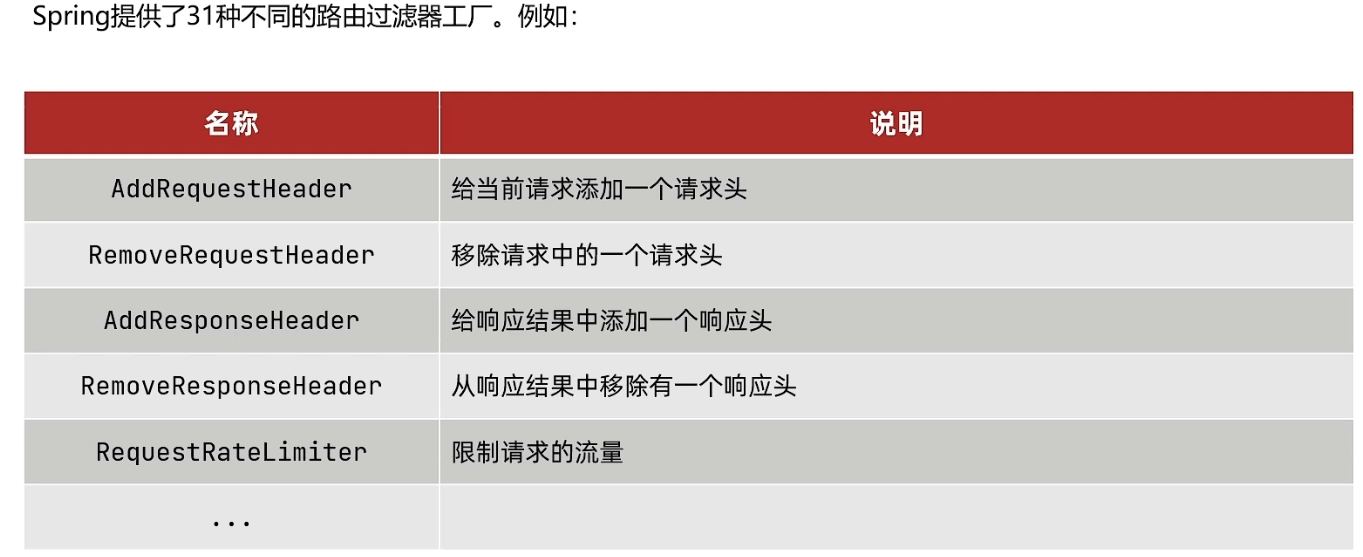 Spring提供了31种不同的路由过滤器工厂。例如：
名称 说明
AddRequestHeader 给当前请求添加一个请求头
RemoveRequestHeader 移除请求中的一个请求头
AddResponseHeader 给响应结果中添加一个响应头
RemoveResponseHeader 从响应结果中移除有一个响应头
RequestRateLimiter 限制请求的流量
...